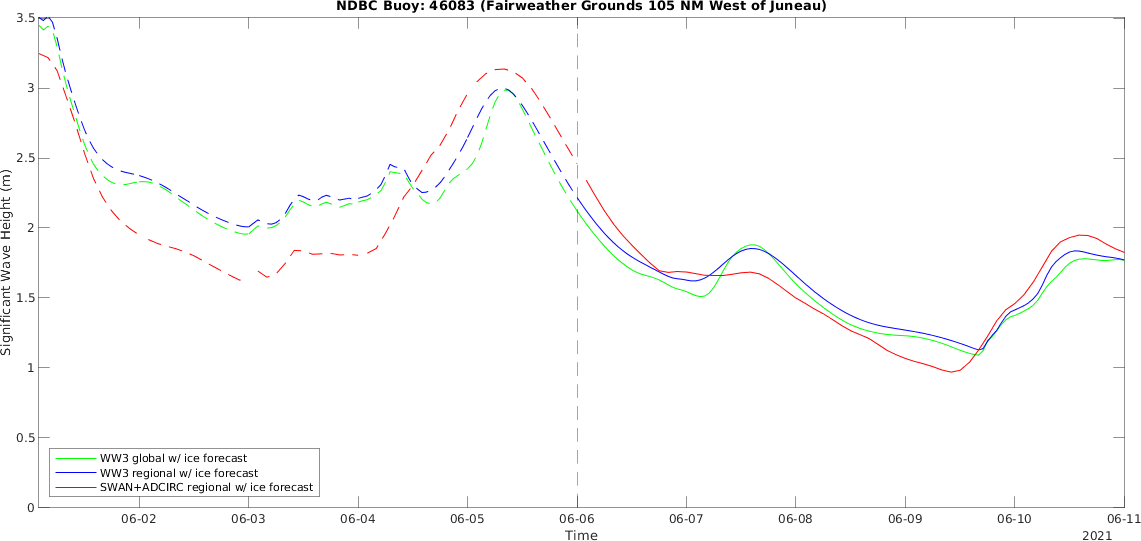 NDBC Buoy: 46083 (Fairweather Grounds 105 NM West of Juneau)
3.5
3
2.5
2
1.5
1
0.5
0
Significant Wave Height (m)
WW3 global w/ ice forecast
WW3 regional w/ ice forecast
SWAN+ADCIRC regional w/ ice forecast
06-02 06-03 06-04 06-05 06-06 06-07 06-08 06-09 06-10 06-11
Time
2021